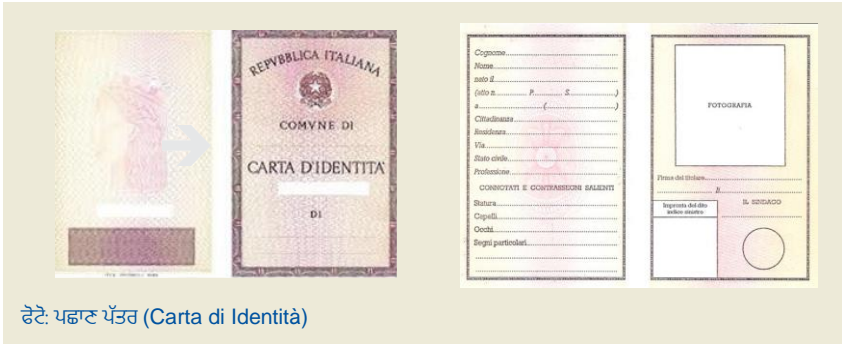 REPVBBLICA ITALIANA
COMVNE DI
CARTA D'IDENTITA'
DI
Cognome
Nome
nato il
(atto n. P. S. )
a ( )
Cittadinanza
Residenza
Via
Stato civile
Professione
CONNOTATI E CONTRASSEGNI SALIENTI
Statura
Capelli
Occhi
Segni particolari
FOTOGRAFIA
Firma del titolare
IL SINDACO
Impronta del dito
indice sinistro
ਫੋਟੋ: ਪਛਾਣ ਪੱਤਰ (Carta di Identità)